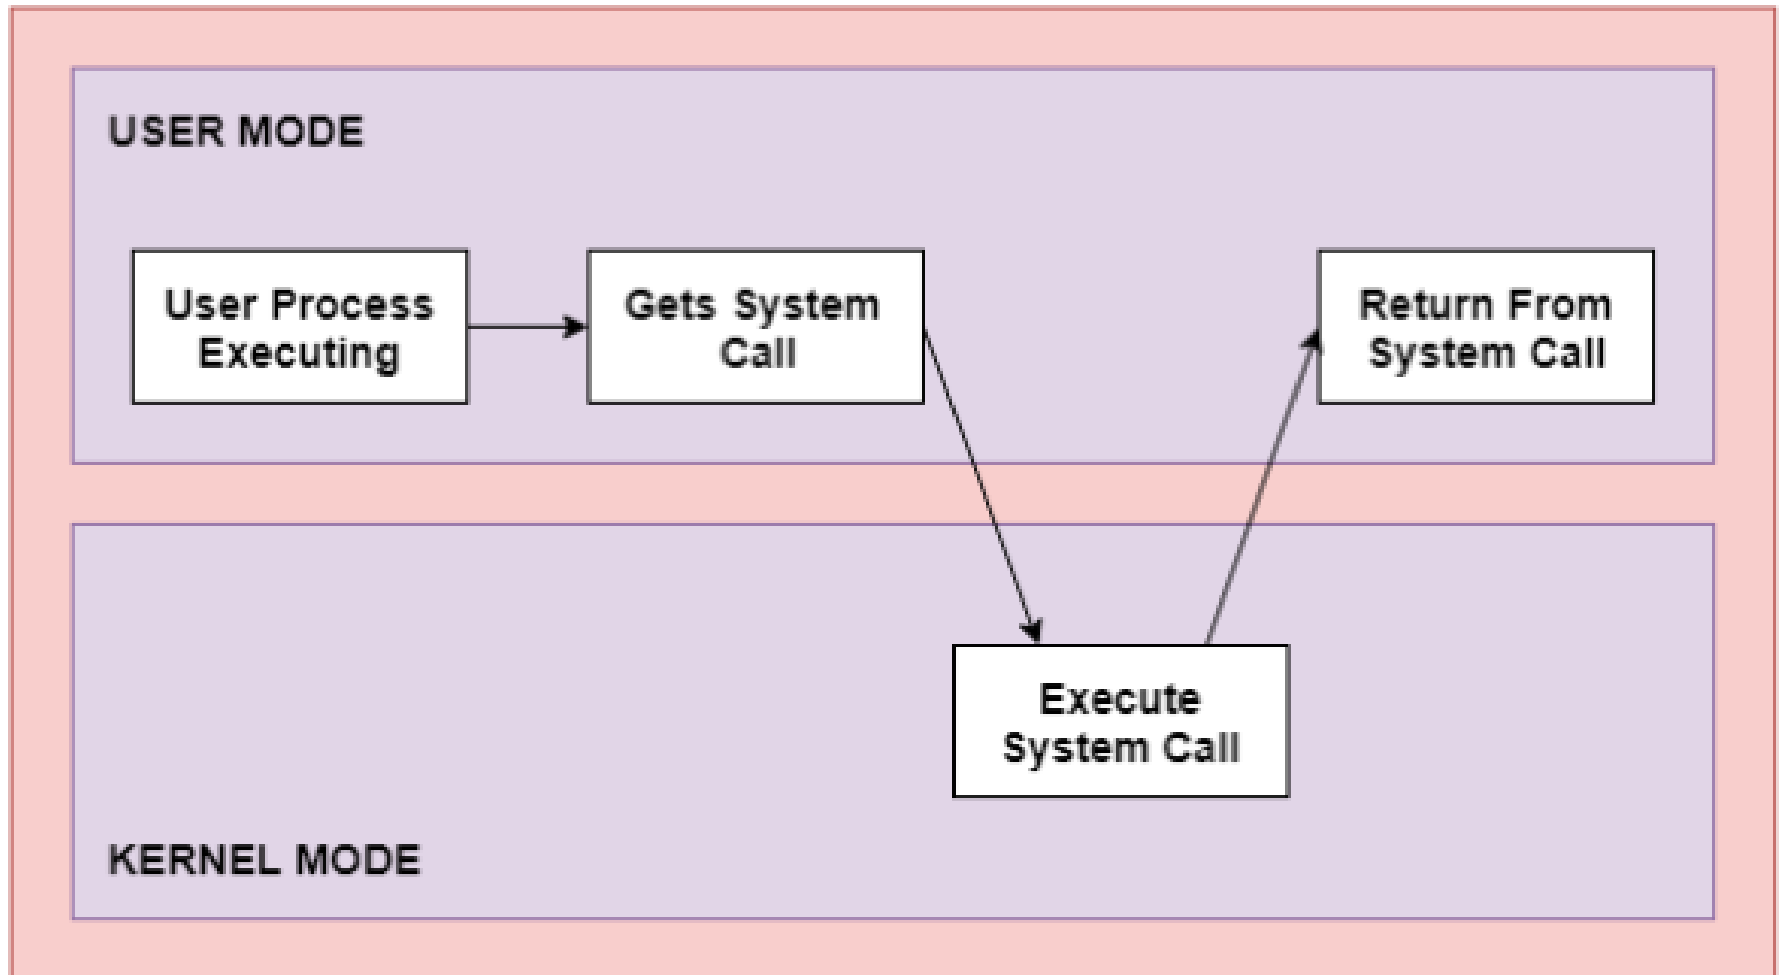 USER MODE
User Process
Executing
Gets System
Call
Return From
System Call
Execute
System Call
KERNEL MODE